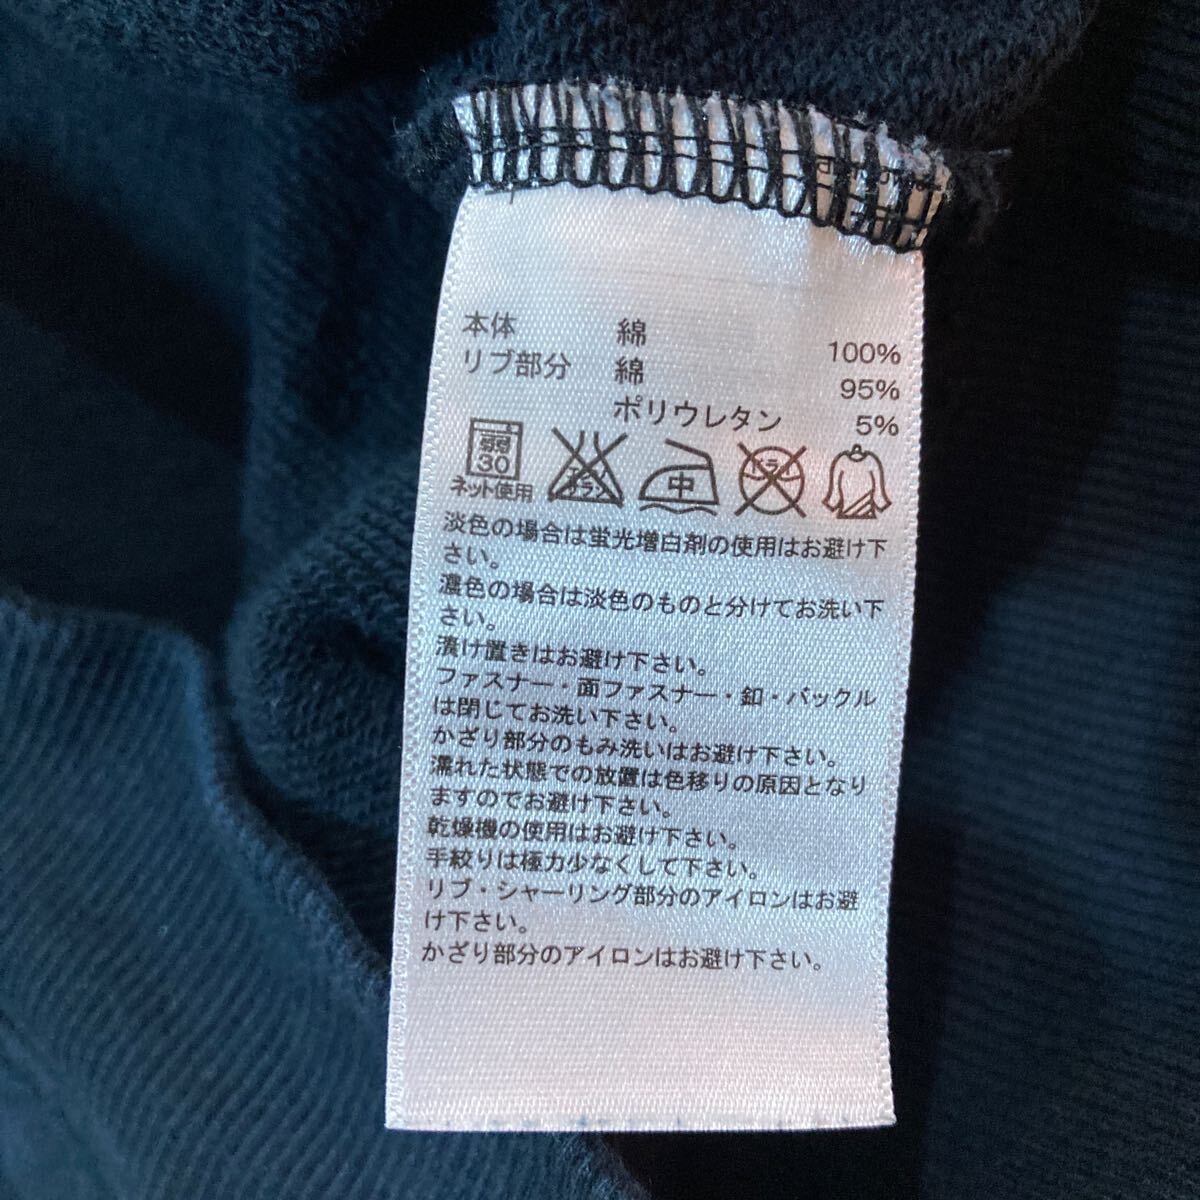 本体 綿 100%
リブ部分 綿 95%
ポリウレタン 5%
弱
30
ネット使用
エンソ
サラシ
中
ドライ
淡色の場合は蛍光増白剤の使用はお避け下
さい。
濃色の場合は淡色のものと分けてお洗い下
さい。
漬け置きはお避け下さい。
ファスナー・面ファスナー・釦・バックル
は閉じてお洗い下さい。
かざり部分のもみ洗いはお避け下さい。
濡れた状態での放置は色移りの原因となり
ますのでお避け下さい。
乾燥機の使用はお避け下さい。
手絞りは極力少なくして下さい。
リブ・シャーリング部分のアイロンはお避
け下さい。
かざり部分のアイロンはお避け下さい。